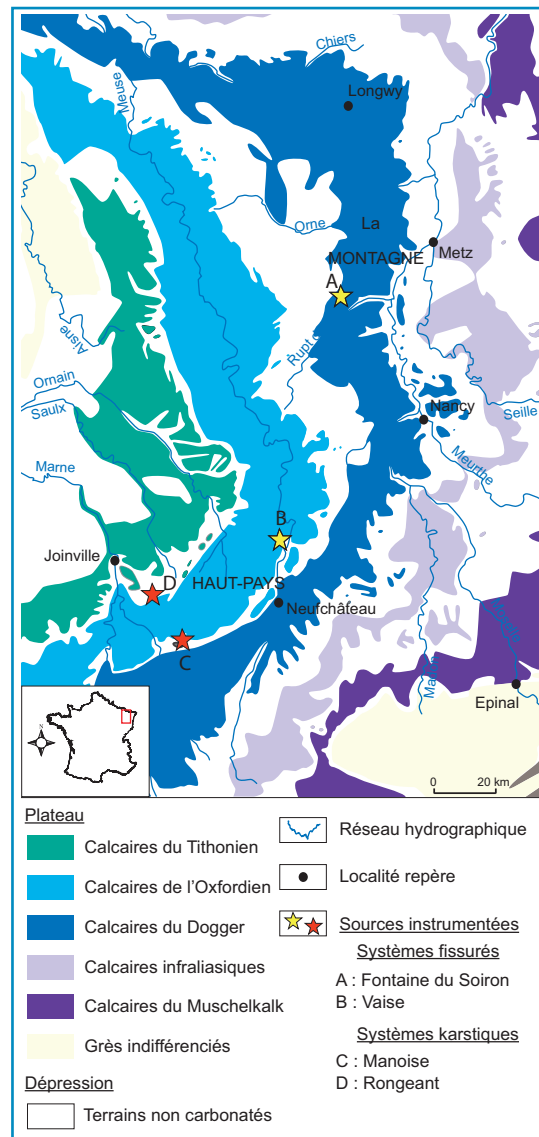 Chiers
Meuse
Longwy
Orne
La
MONTAGNE
Metz
A
Rupt
Aisne
Ornain
Saulx
Nancy
Seille
Meurthe
Marne
B
Joinville
D
HAUT-PAYS
Neufchâteau
C
Epinal
N
0 20 km
Plateau
Calcaires du Tithonien
Calcaires de l'Oxfordien
Calcaires du Dogger
Calcaires infraliasiques
Calcaires du Muschelkalk
Grès indifférenciés
Dépression
Terrains non carbonatés
Réseau hydrographique
Localité repère
Sources instrumentées
Systèmes fissurés
A : Fontaine du Soiron
B : Vaise
Systèmes karstiques
C : Manoise
D : Rongeant